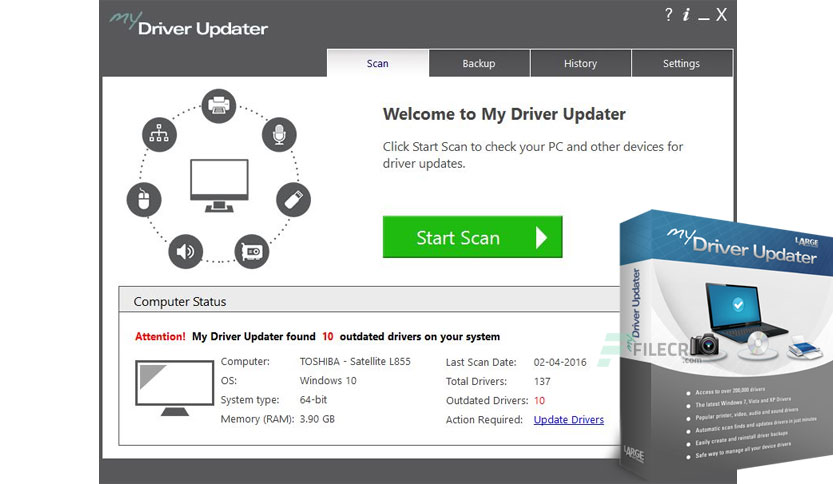 my Driver Updater
? i _ X
Scan Backup History Settings
Welcome to My Driver Updater
Click Start Scan to check your PC and other devices for
driver updates.
Start Scan
Computer Status
Attention! My Driver Updater found 10 outdated drivers on your system
Computer: TOSHIBA - Satellite L855
OS: Windows 10
System type: 64-bit
Memory (RAM): 3.90 GB
Last Scan Date: 02-04-2016
Total Drivers: 137
Outdated Drivers: 10
Action Required: Update Drivers
my Driver Updater
LARGE
my Driver Updater
FILECR
.com
Access to over 200,000 drivers
The latest Windows 7, Vista and XP Drivers
Popular printer, video, audio and sound drivers
Automatic scan finds and updates drivers in just minutes
Easily create and reinstall driver backups
Safe way to manage all your device drivers
LARGE